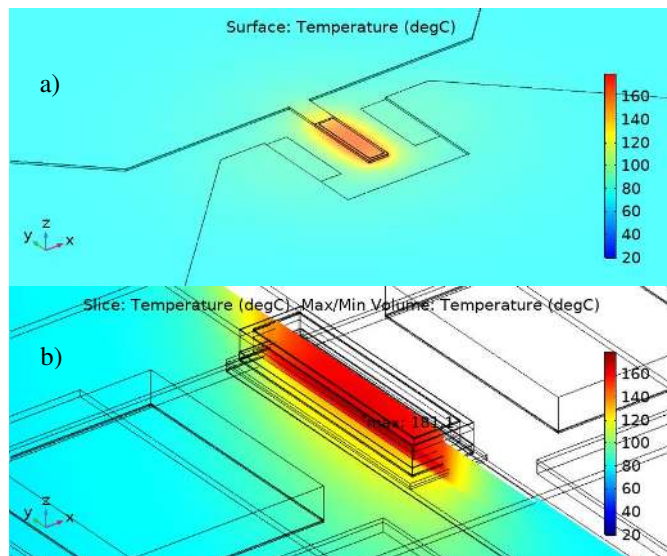 Surface: Temperature (degC)
a)
160
140
120
100
80
60
40
20
z
y
x
Slice: Temperature (degC) Max/Min Volume: Temperature (degC)
b)
max: 181.1
160
140
120
100
80
60
40
20
z
y
x